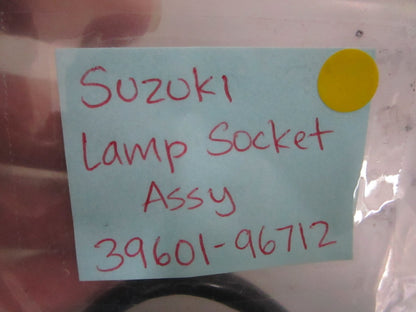 Suzuki
Lamp Socket
Assy
39601-96712